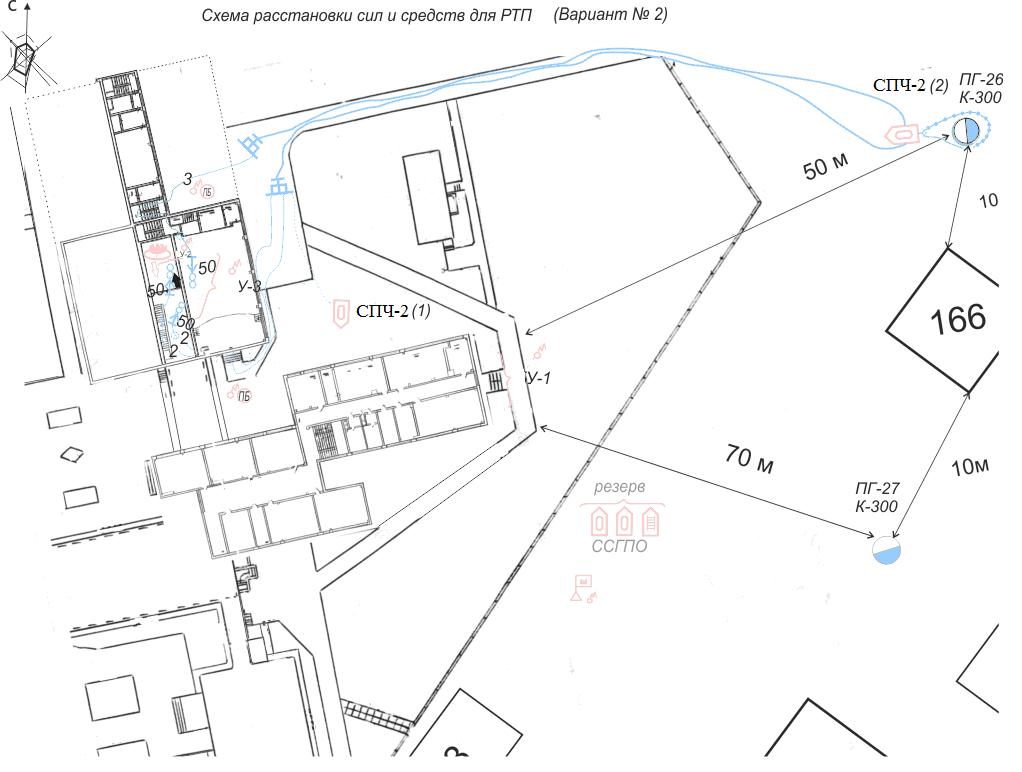 С
Схема расстановки сил и средств для РТП (Вариант № 2)
СПЧ-2 (2)
ПГ-26
К-300
50 м
10
3
ПБ
У-2
50
50
У-3
50
2
2
СПЧ-2 (1)
166
У-1
ПБ
70 м
10м
ПГ-27
К-300
резерв
ССГПО
Ш